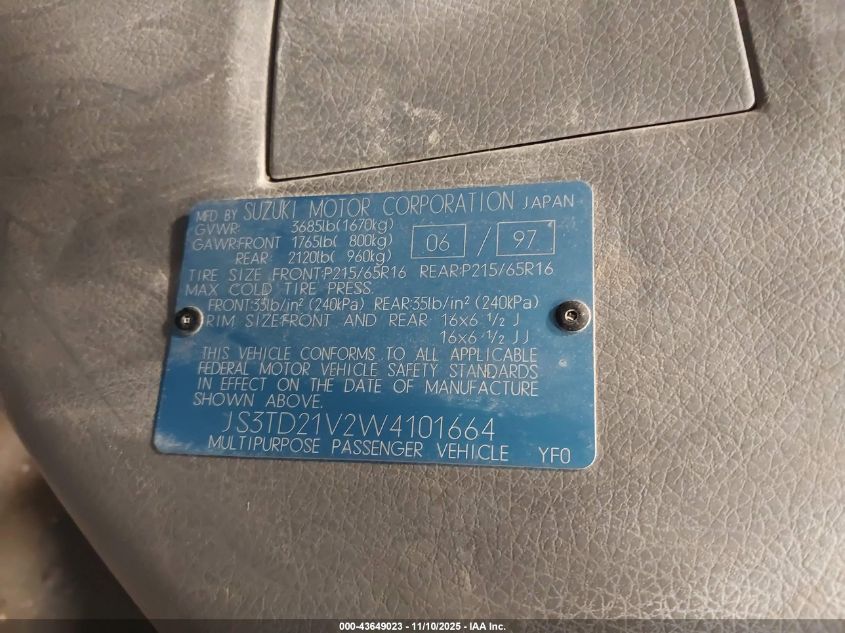 MFD BY SUZUKI MOTOR CORPORATION JAPAN
GVWR: 3685lb(1670kg)
GAWR:FRONT 1765lb( 800kg) 06 / 97
REAR: 2120lb( 960kg)
TIRE SIZE FRONT:P215/65R16 REAR:P215/65R16
MAX COLD TIRE PRESS.
FRONT:35lb/in² (240kPa) REAR:35lb/in² (240kPa)
RIM SIZE:FRONT AND REAR 16x6 1/2 J
16x6 1/2 JJ
THIS VEHICLE CONFORMS TO ALL APPLICABLE
FEDERAL MOTOR VEHICLE SAFETY STANDARDS
IN EFFECT ON THE DATE OF MANUFACTURE
SHOWN ABOVE.
JS3TD21V2W4101664
MULTIPURPOSE PASSENGER VEHICLE YF0
000-43649023 - 11/10/2025 - IAA Inc.